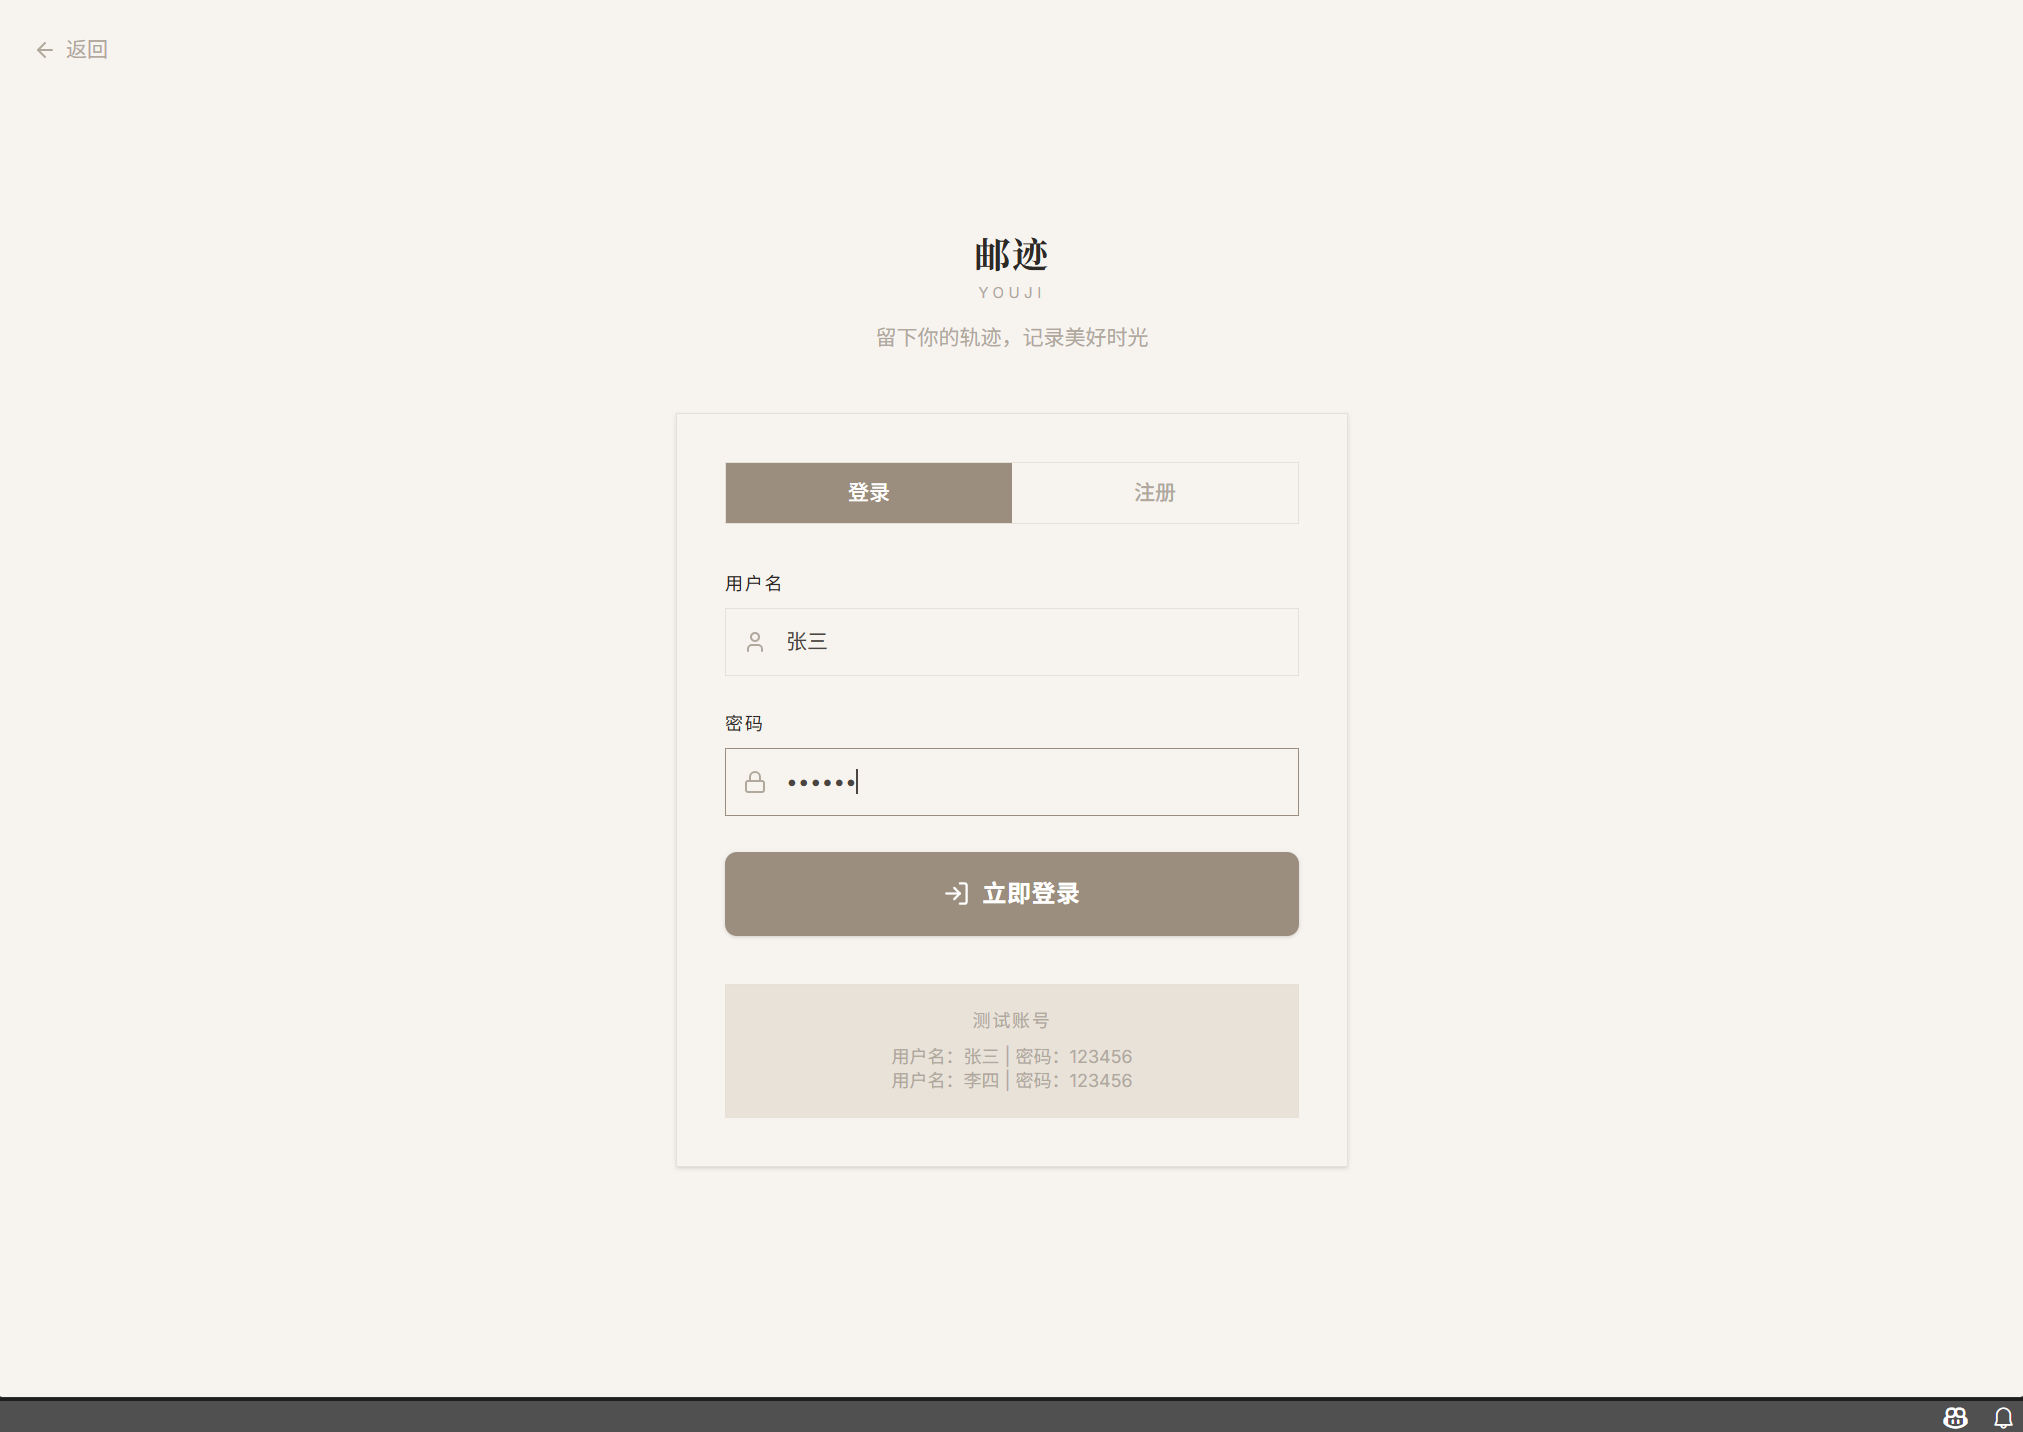 返回
邮迹
YOUJI
留下你的轨迹，记录美好时光
登录
注册
用户名
张三
密码
••••••
立即登录
测试账号
用户名：张三 | 密码：123456
用户名：李四 | 密码：123456